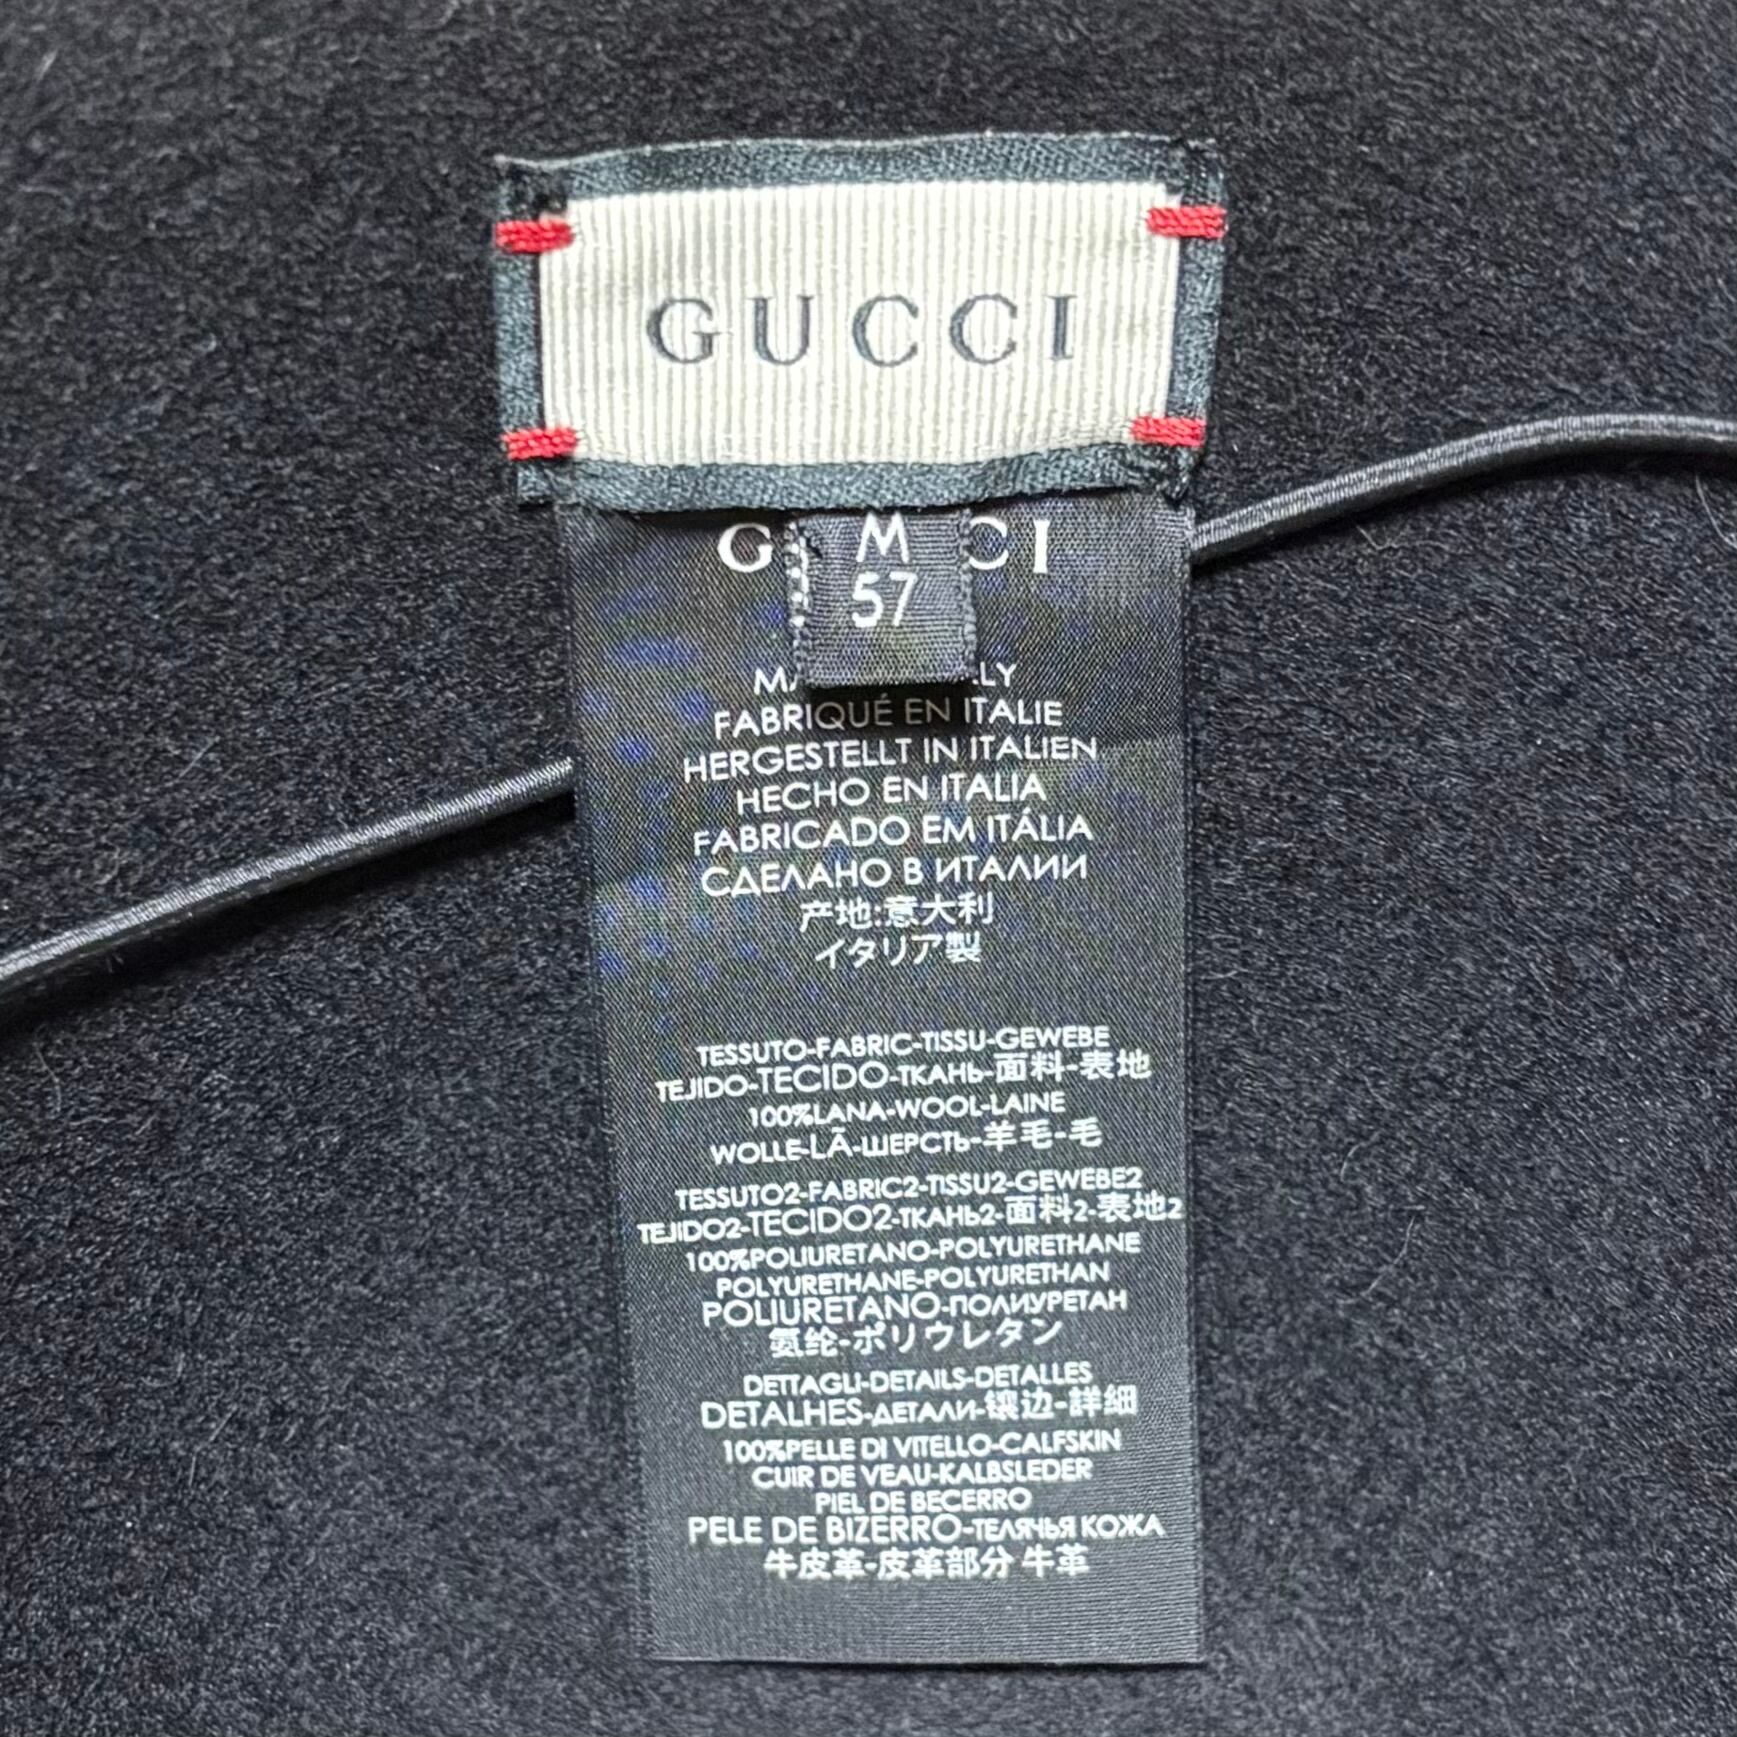 GUCCI
M
57
FABRIQUÉ EN ITALIE
HERGESTELLT IN ITALIEN
HECHO EN ITALIA
FABRICADO EM ITÁLIA
СДЕЛАНО В ИТАЛИИ
产地:意大利
イタリア製
TESSUTO-FABRIC-TISSU-GEWEBE
TEJIDO-TECIDO-ТКАНЬ-面料-表地
100%LANA-WOOL-LAINE
WOLLE-LÃ-ШЕРСТЬ-羊毛-毛
TESSUTO2-FABRIC2-TISSU2-GEWEBE2
TEJIDO2-TECIDO2-ТКАНЬ2-面料2-表地2
100%POLIURETANO-POLYURETHANE
POLYURETHANE-POLYURETHAN
POLIURETANO-ПОЛИУРЕТАН
氨纶-ポリウレタン
DETTAGLI-DETAILS-DETALLES
DETALHES-ДЕТАЛИ-镶边-詳細
100%PELLE DI VITELLO-CALFSKIN
CUIR DE VEAU-KALBSLEDER
PIEL DE BECERRO
PELE DE BIZERRO-ТЕЛЯЧЬЯ КОЖА
牛皮革-皮革部分 牛革